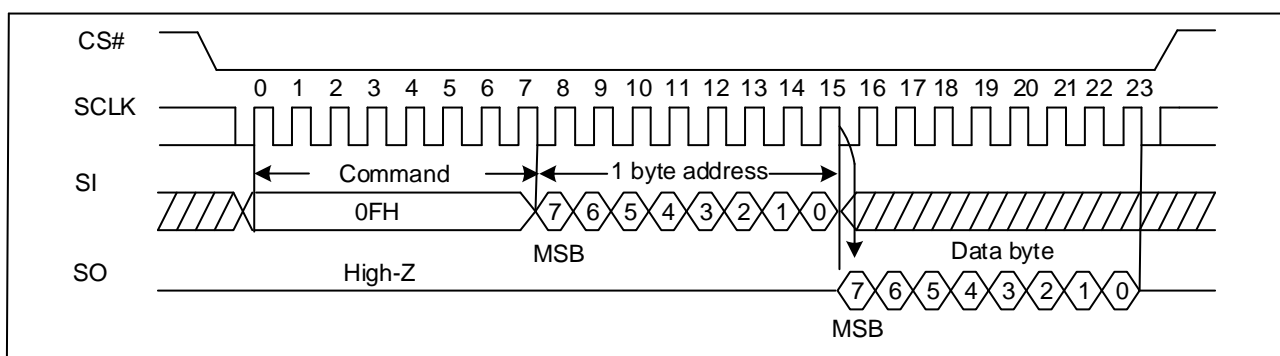 CS#
0 1 2 3 4 5 6 7 8 9 10 11 12 13 14 15 16 17 18 19 20 21 22 23
SCLK
SI
Command
1 byte address
0FH
7 6 5 4 3 2 1 0
MSB
Data byte
SO
High-Z
7 6 5 4 3 2 1 0
MSB